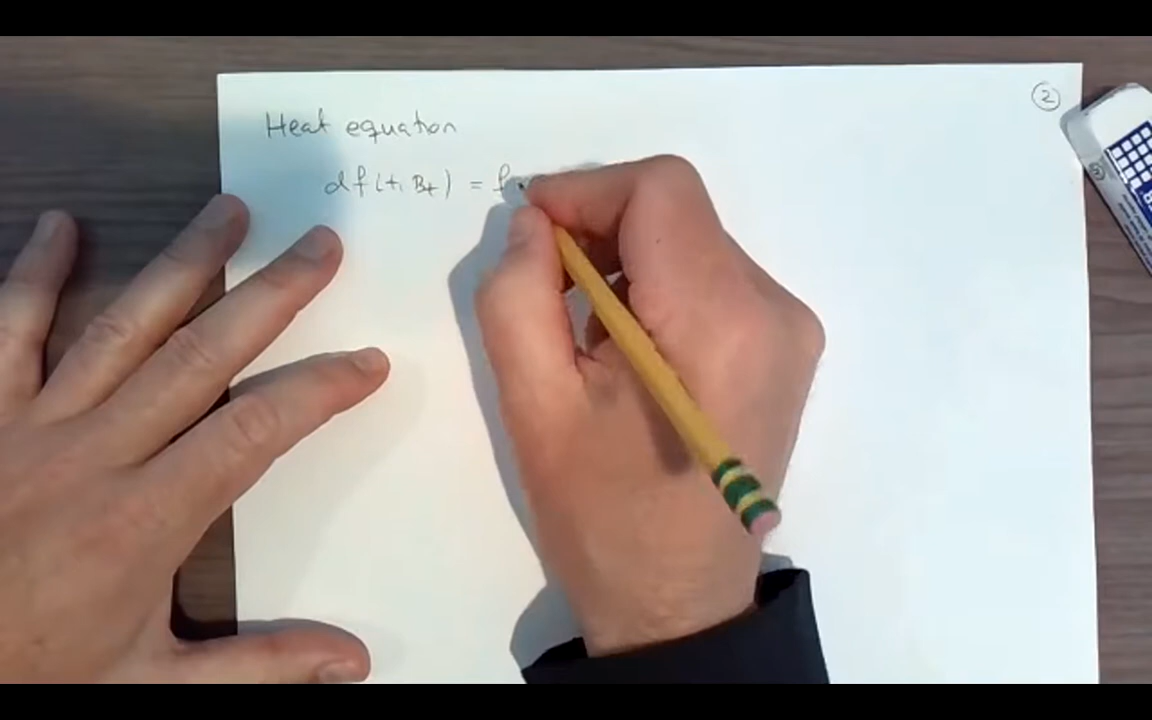 ②
Heat equation
df(t, Bt) = f